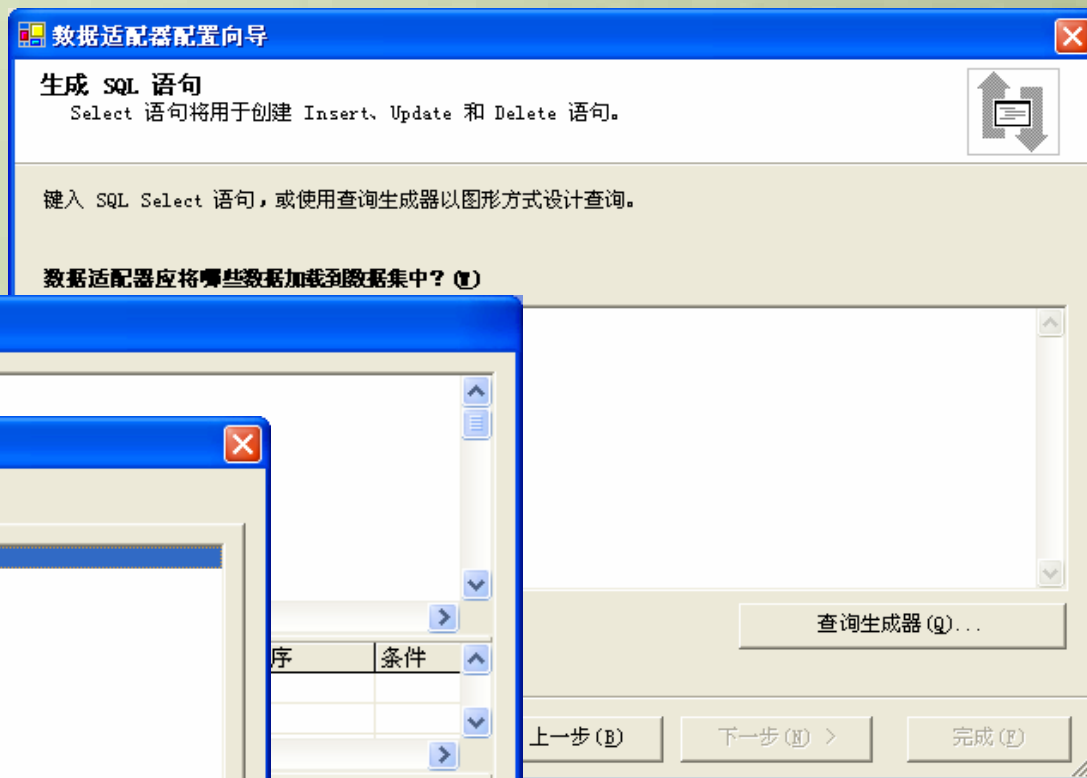 数据适配器配置向导
生成 SQL 语句
Select 语句将用于创建 Insert、Update 和 Delete 语句。
键入 SQL Select 语句，或使用查询生成器以图形方式设计查询。
数据适配器应将哪些数据加载到数据集中？(W)
查询生成器(Q)...
序 条件
上一步(B) 下一步(N) > 完成(F)